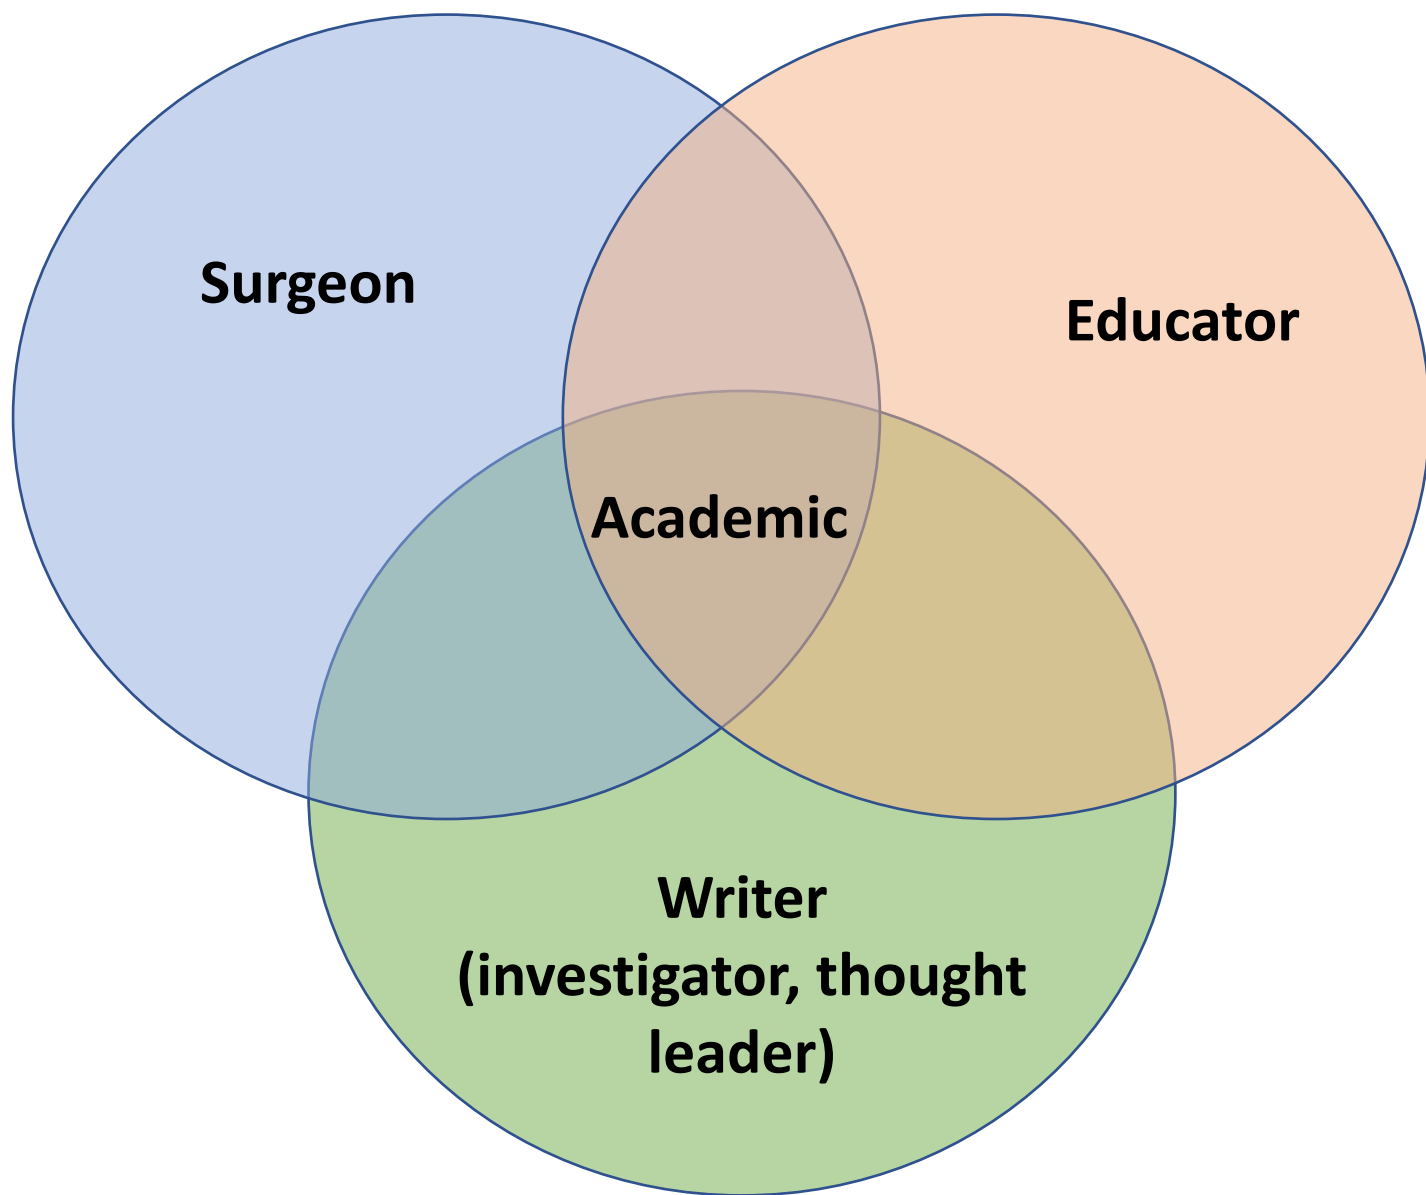 Surgeon
Educator
Academic
Writer
(investigator, thought
leader)